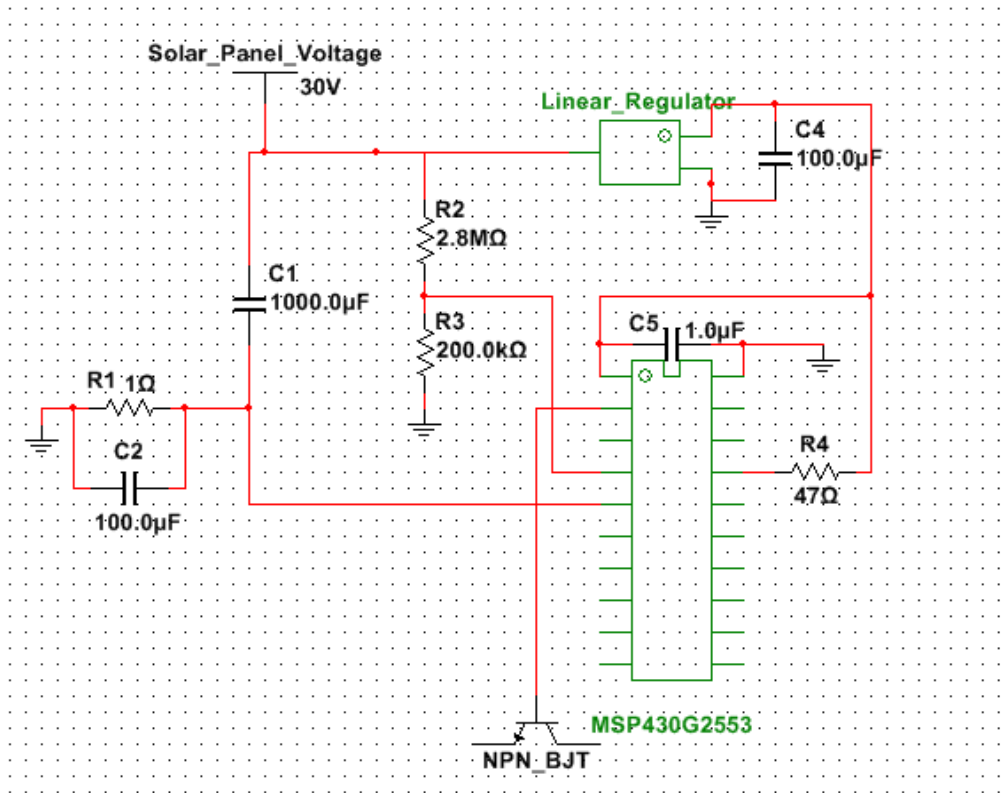 Solar_Panel_Voltage
30V
Linear_Regulator
C4
100.0µF
R2
2.8MΩ
C1
1000.0µF
R3
200.0kΩ
C5 1.0µF
R1 1Ω
C2
100.0µF
R4
47Ω
MSP430G2553
NPN_BJT